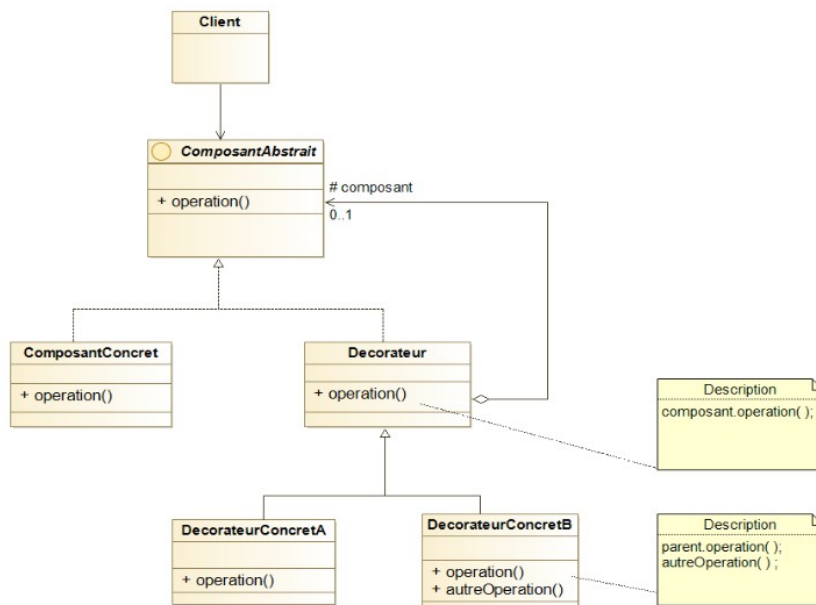 Client
ComposantAbstrait
+ operation()
# composant
0..1
ComposantConcret
+ operation()
Decorateur
+ operation()
Description
composant.operation( );
DecorateurConcretA
+ operation()
DecorateurConcretB
+ operation()
+ autreOperation()
Description
parent.operation( );
autreOperation( ) ;